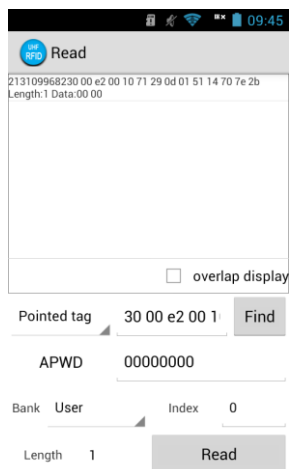 09:45
UHF RFID Read
213109968230 00 e2 00 10 71 29 0d 01 51 14 70 7e 2b
Length:1 Data:00 00
overlap display
Pointed tag 30 00 e2 00 1 Find
APWD 00000000
Bank User Index 0
Length 1 Read